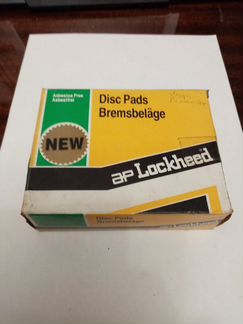 Asbestos Free
Asbestfrei
Disc Pads
Bremsbeläge
NEW
ap Lockheed
Disc Pads
Bremsbeläge